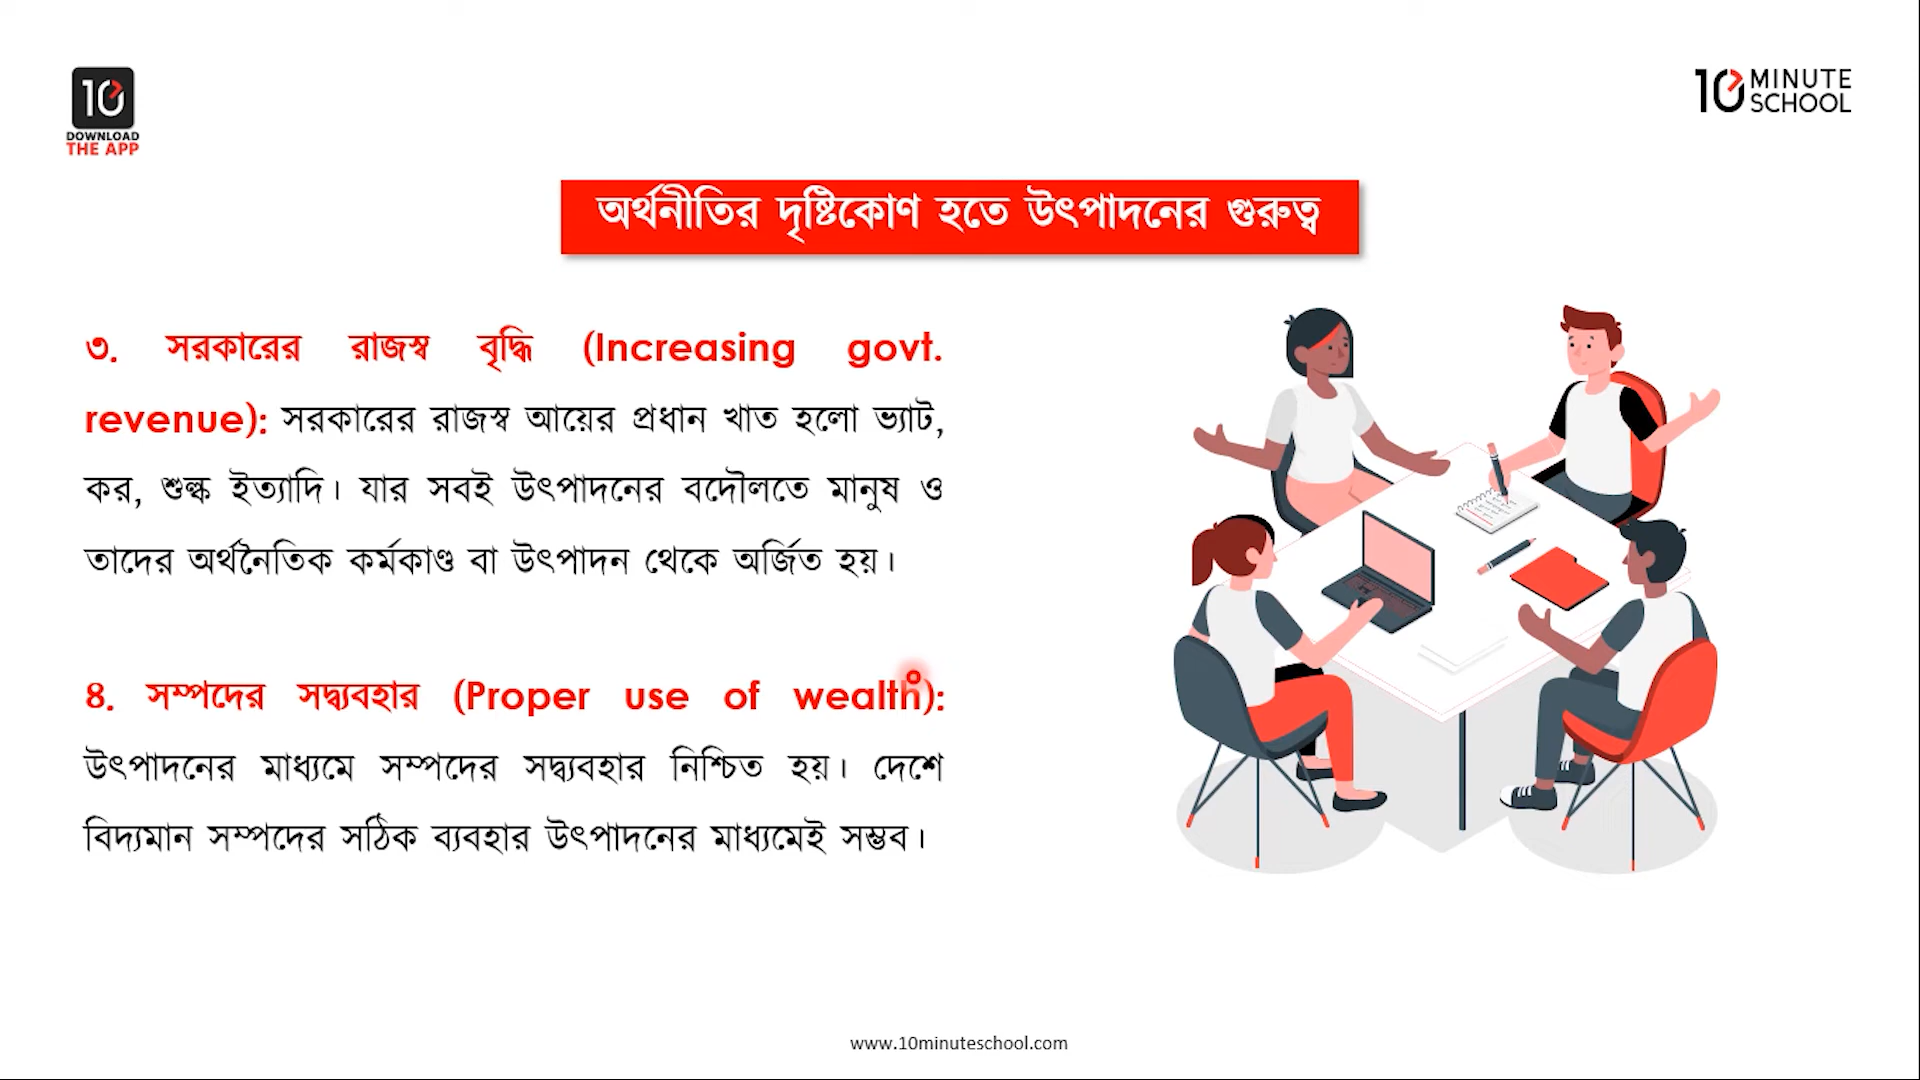 10
DOWNLOAD
THE APP
10 MINUTE
SCHOOL
অর্থনীতির দৃষ্টিকোণ হতে উৎপাদনের গুরুত্ব
৩. সরকারের রাজস্ব বৃদ্ধি (Increasing govt.
revenue): সরকারের রাজস্ব আয়ের প্রধান খাত হলো ভ্যাট,
কর, শুল্ক ইত্যাদি। যার সবই উৎপাদনের বদৌলতে মানুষ ও
তাদের অর্থনৈতিক কর্মকাণ্ড বা উৎপাদন থেকে অর্জিত হয়।
৪. সম্পদের সদ্ব্যবহার (Proper use of wealth):
উৎপাদনের মাধ্যমে সম্পদের সদ্ব্যবহার নিশ্চিত হয়। দেশে
বিদ্যমান সম্পদের সঠিক ব্যবহার উৎপাদনের মাধ্যমেই সম্ভব।
www.10minuteschool.com